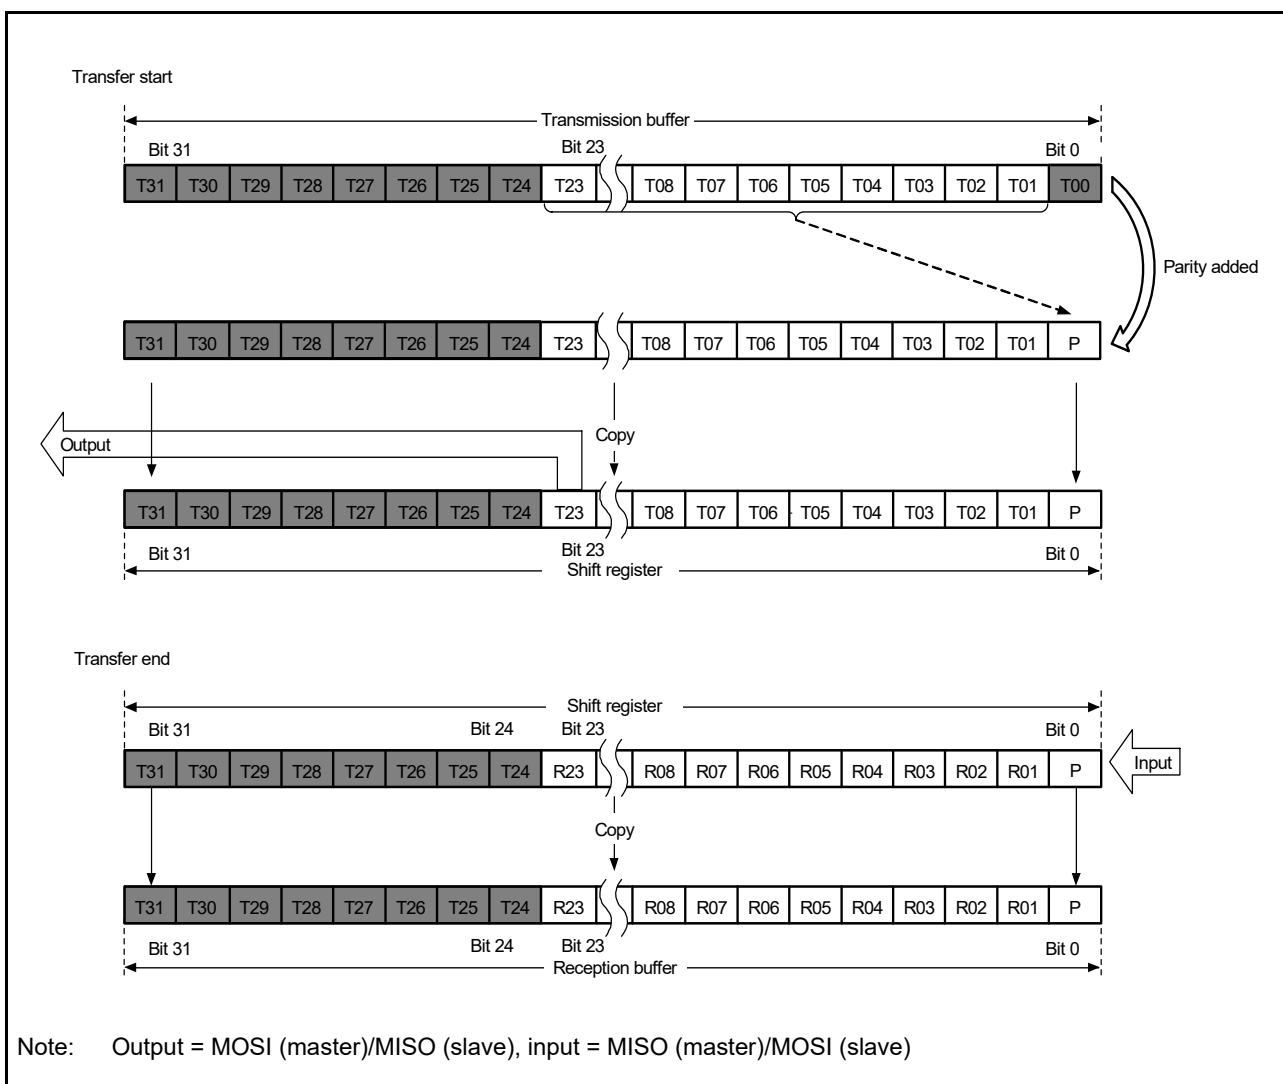 Transfer start
Transmission buffer
Bit 31 Bit 23 Bit 0
T31 T30 T29 T28 T27 T26 T25 T24 T23 T08 T07 T06 T05 T04 T03 T02 T01 T00
Parity added
T31 T30 T29 T28 T27 T26 T25 T24 T23 T08 T07 T06 T05 T04 T03 T02 T01 P
Copy
Output
T31 T30 T29 T28 T27 T26 T25 T24 T23 T08 T07 T06 T05 T04 T03 T02 T01 P
Bit 31 Bit 23 Bit 0
Shift register
Transfer end
Shift register
Bit 31 Bit 24 Bit 23 Bit 0
T31 T30 T29 T28 T27 T26 T25 T24 R23 R08 R07 R06 R05 R04 R03 R02 R01 P
Input
Copy
T31 T30 T29 T28 T27 T26 T25 T24 R23 R08 R07 R06 R05 R04 R03 R02 R01 P
Bit 31 Bit 24 Bit 23 Bit 0
Reception buffer
Note: Output = MOSI (master)/MISO (slave), input = MISO (master)/MOSI (slave)